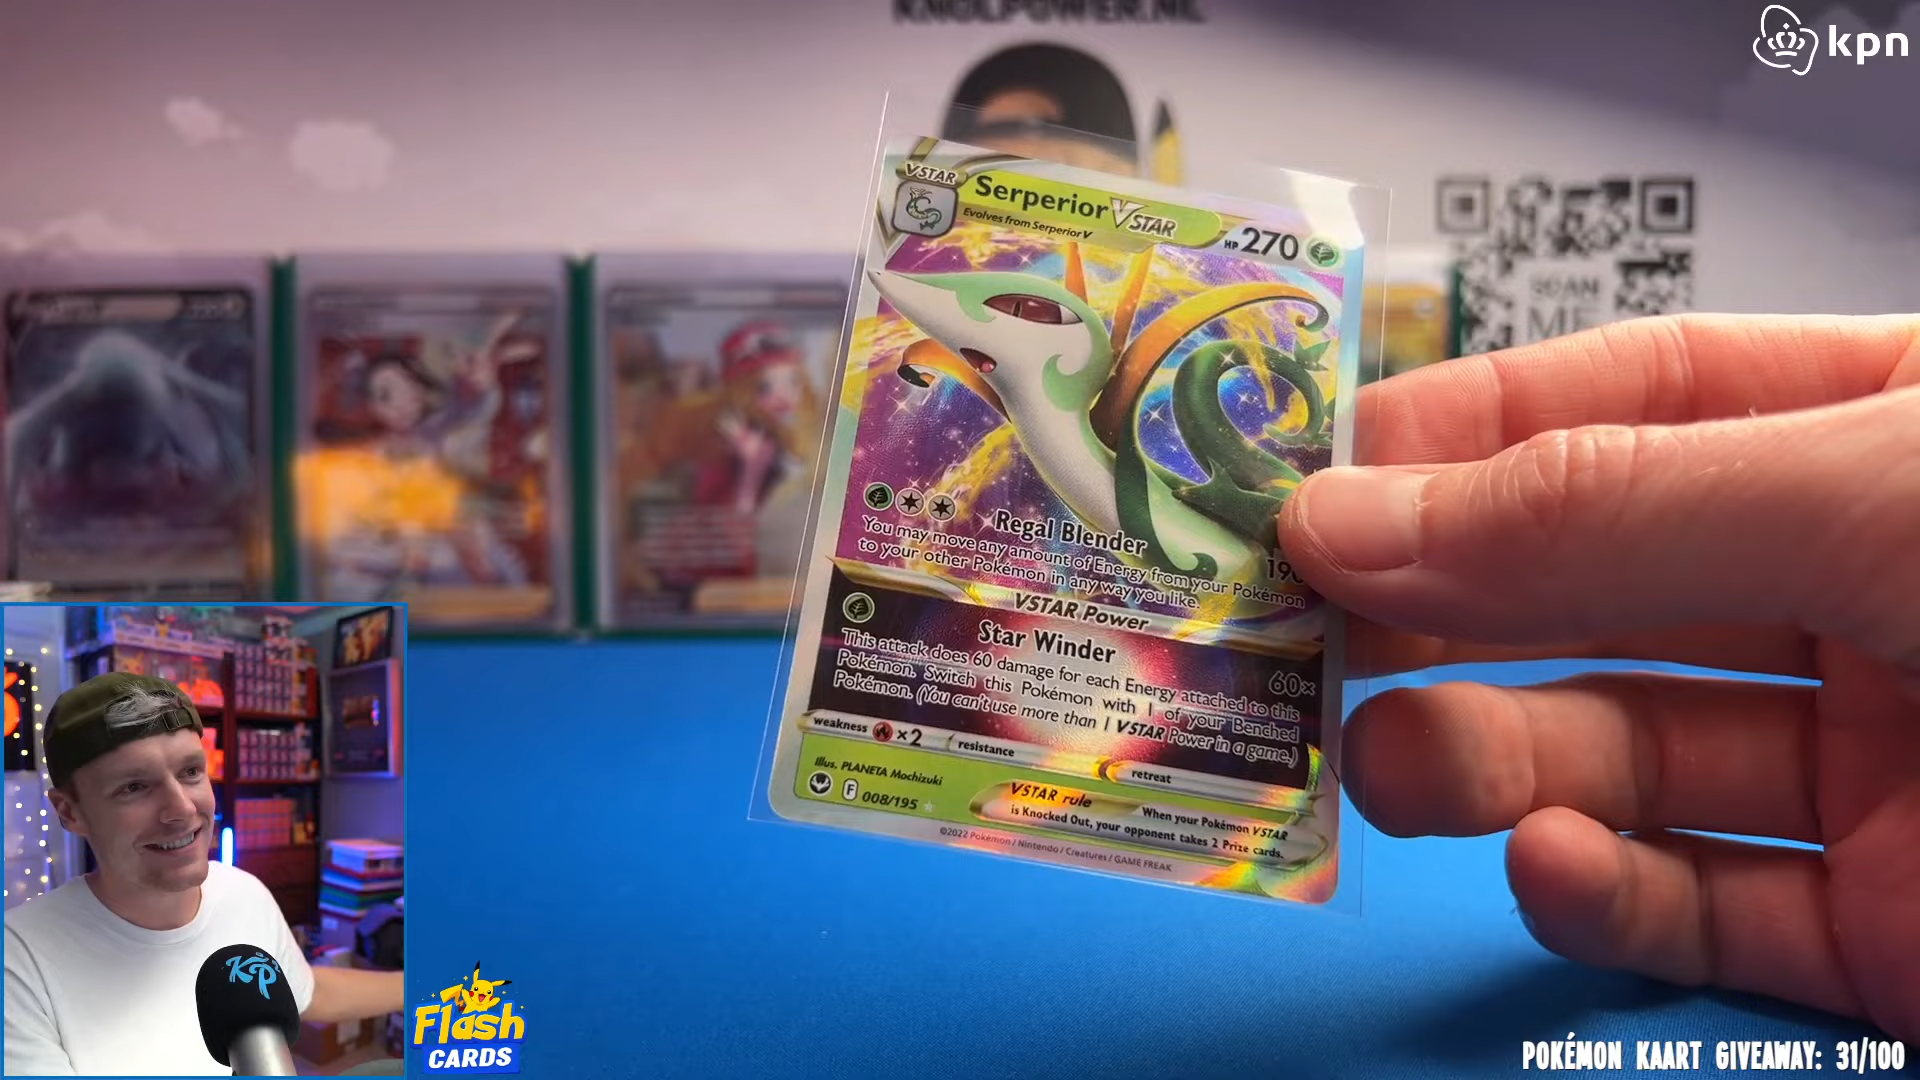 KNOLPOWER.NL
kpn
VSTAR
Serperior VSTAR
Evolves from Serperior V
HP 270
SCAN
ME
Regal Blender
190
You may move any amount of Energy from your Pokémon
to your other Pokémon in any way you like.
VSTAR Power
Star Winder
60×
This attack does 60 damage for each Energy attached to this
Pokémon. Switch this Pokémon with 1 of your Benched
Pokémon. (You can't use more than 1 VSTAR Power in a game.)
weakness ×2 resistance retreat
Illus. PLANETA Mochizuki
F 008/195
VSTAR rule When your Pokémon VSTAR
is Knocked Out, your opponent takes 2 Prize cards.
©2022 Pokémon / Nintendo / Creatures / GAME FREAK
KP
Flash
CARDS
POKÉMON KAART GIVEAWAY: 31/100